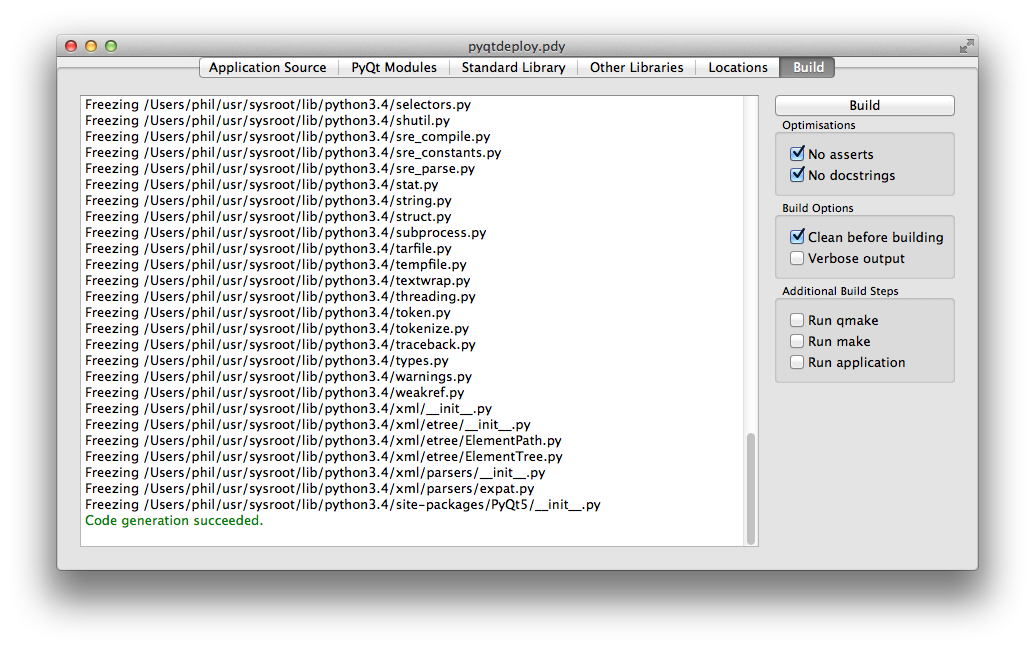 pyqtdeploy.pdy
Application Source PyQt Modules Standard Library Other Libraries Locations Build
Freezing /Users/phil/usr/sysroot/lib/python3.4/selectors.py
Freezing /Users/phil/usr/sysroot/lib/python3.4/shutil.py
Freezing /Users/phil/usr/sysroot/lib/python3.4/sre_compile.py
Freezing /Users/phil/usr/sysroot/lib/python3.4/sre_constants.py
Freezing /Users/phil/usr/sysroot/lib/python3.4/sre_parse.py
Freezing /Users/phil/usr/sysroot/lib/python3.4/stat.py
Freezing /Users/phil/usr/sysroot/lib/python3.4/string.py
Freezing /Users/phil/usr/sysroot/lib/python3.4/struct.py
Freezing /Users/phil/usr/sysroot/lib/python3.4/subprocess.py
Freezing /Users/phil/usr/sysroot/lib/python3.4/tarfile.py
Freezing /Users/phil/usr/sysroot/lib/python3.4/tempfile.py
Freezing /Users/phil/usr/sysroot/lib/python3.4/textwrap.py
Freezing /Users/phil/usr/sysroot/lib/python3.4/threading.py
Freezing /Users/phil/usr/sysroot/lib/python3.4/token.py
Freezing /Users/phil/usr/sysroot/lib/python3.4/tokenize.py
Freezing /Users/phil/usr/sysroot/lib/python3.4/traceback.py
Freezing /Users/phil/usr/sysroot/lib/python3.4/types.py
Freezing /Users/phil/usr/sysroot/lib/python3.4/warnings.py
Freezing /Users/phil/usr/sysroot/lib/python3.4/weakref.py
Freezing /Users/phil/usr/sysroot/lib/python3.4/xml/__init__.py
Freezing /Users/phil/usr/sysroot/lib/python3.4/xml/etree/__init__.py
Freezing /Users/phil/usr/sysroot/lib/python3.4/xml/etree/ElementPath.py
Freezing /Users/phil/usr/sysroot/lib/python3.4/xml/etree/ElementTree.py
Freezing /Users/phil/usr/sysroot/lib/python3.4/xml/parsers/__init__.py
Freezing /Users/phil/usr/sysroot/lib/python3.4/xml/parsers/expat.py
Freezing /Users/phil/usr/sysroot/lib/python3.4/site-packages/PyQt5/__init__.py
Code generation succeeded.
Build
Optimisations
No asserts
No docstrings
Build Options
Clean before building
Verbose output
Additional Build Steps
Run qmake
Run make
Run application